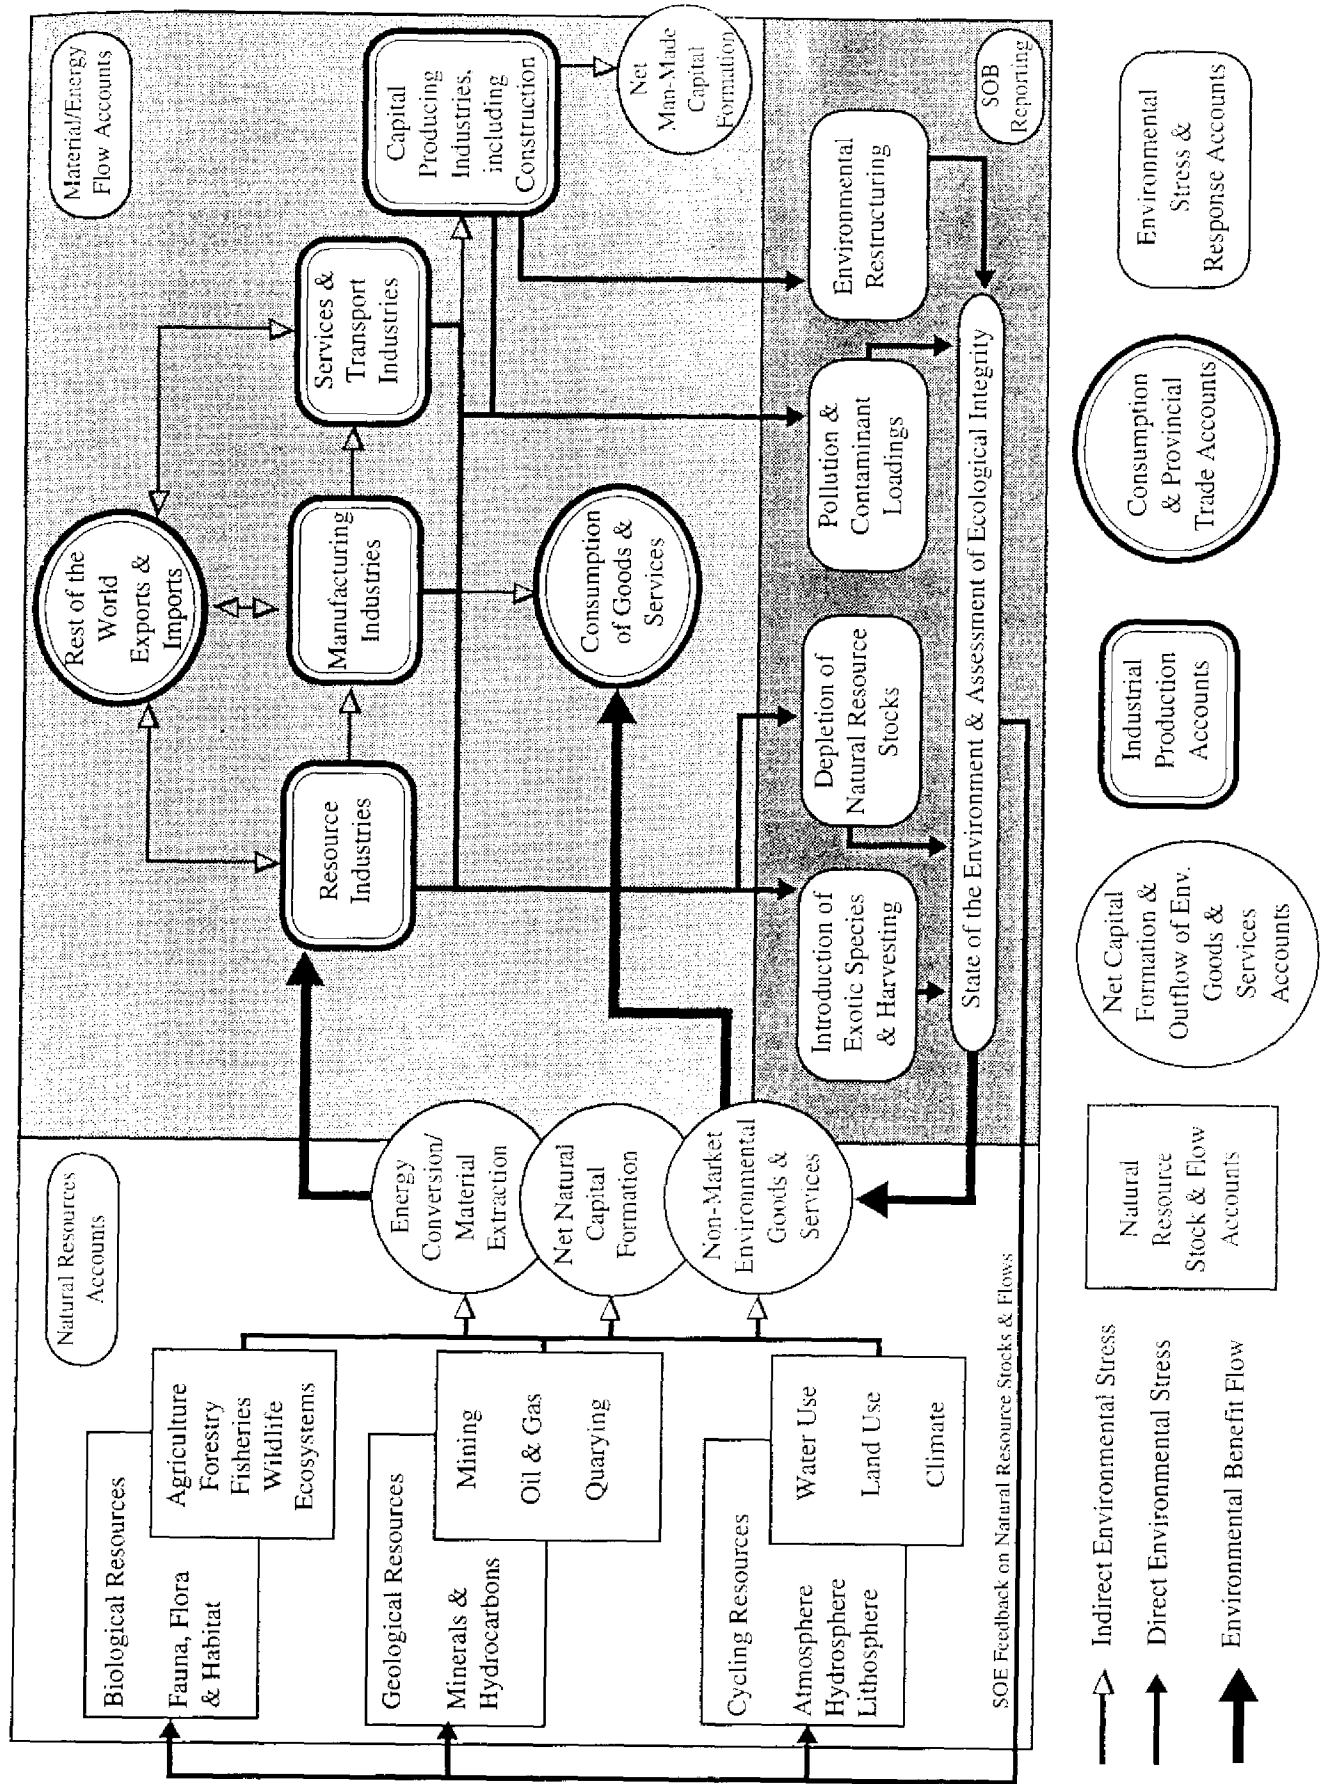 Natural Resources
Accounts
Biological Resources
Fauna, Flora
& Habitat
Agriculture
Forestry
Fisheries
Wildlife
Ecosystems
Geological Resources
Minerals &
Hydrocarbons
Mining
Oil & Gas
Quarying
Cycling Resources
Atmosphere
Hydrosphere
Lithosphere
Water Use
Land Use
Climate
SOE Feedback on Natural Resource Stocks & Flows
Energy
Conversion/
Material
Extraction
Net Natural
Capital
Formation
Non-Market
Environmental
Goods &
Services
Material/Energy
Flow Accounts
Rest of the
World
Exports &
Imports
Resource
Industries
Manufacturing
Industries
Services &
Transport
Industries
Capital
Producing
Industries,
including
Construction
Consumption
of Goods &
Services
Net
Man-Made
Capital
Formation
Introduction of
Exotic Species
& Harvesting
Depletion of
Natural Resource
Stocks
Pollution &
Contaminant
Loadings
Environmental
Restructuring
State of the Environment & Assessment of Ecological Integrity
SOB
Reporting
Indirect Environmental Stress
Direct Environmental Stress
Environmental Benefit Flow
Natural
Resource
Stock & Flow
Accounts
Net Capital
Formation &
Outflow of Env.
Goods &
Services
Accounts
Industrial
Production
Accounts
Consumption
& Provincial
Trade Accounts
Environmental
Stress &
Response Accounts